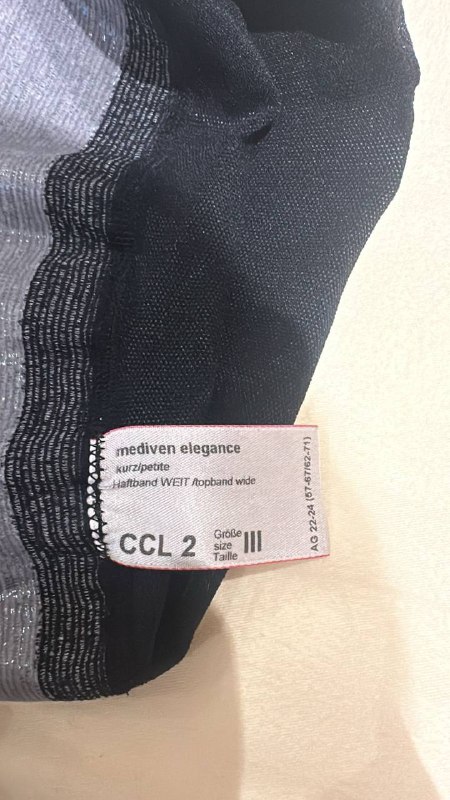 mediven elegance
kurz/petite
Haftband WEIT /topband wide
CCL 2
Größe
size
Taille
III
AG 22-24 (57-67/62-71)